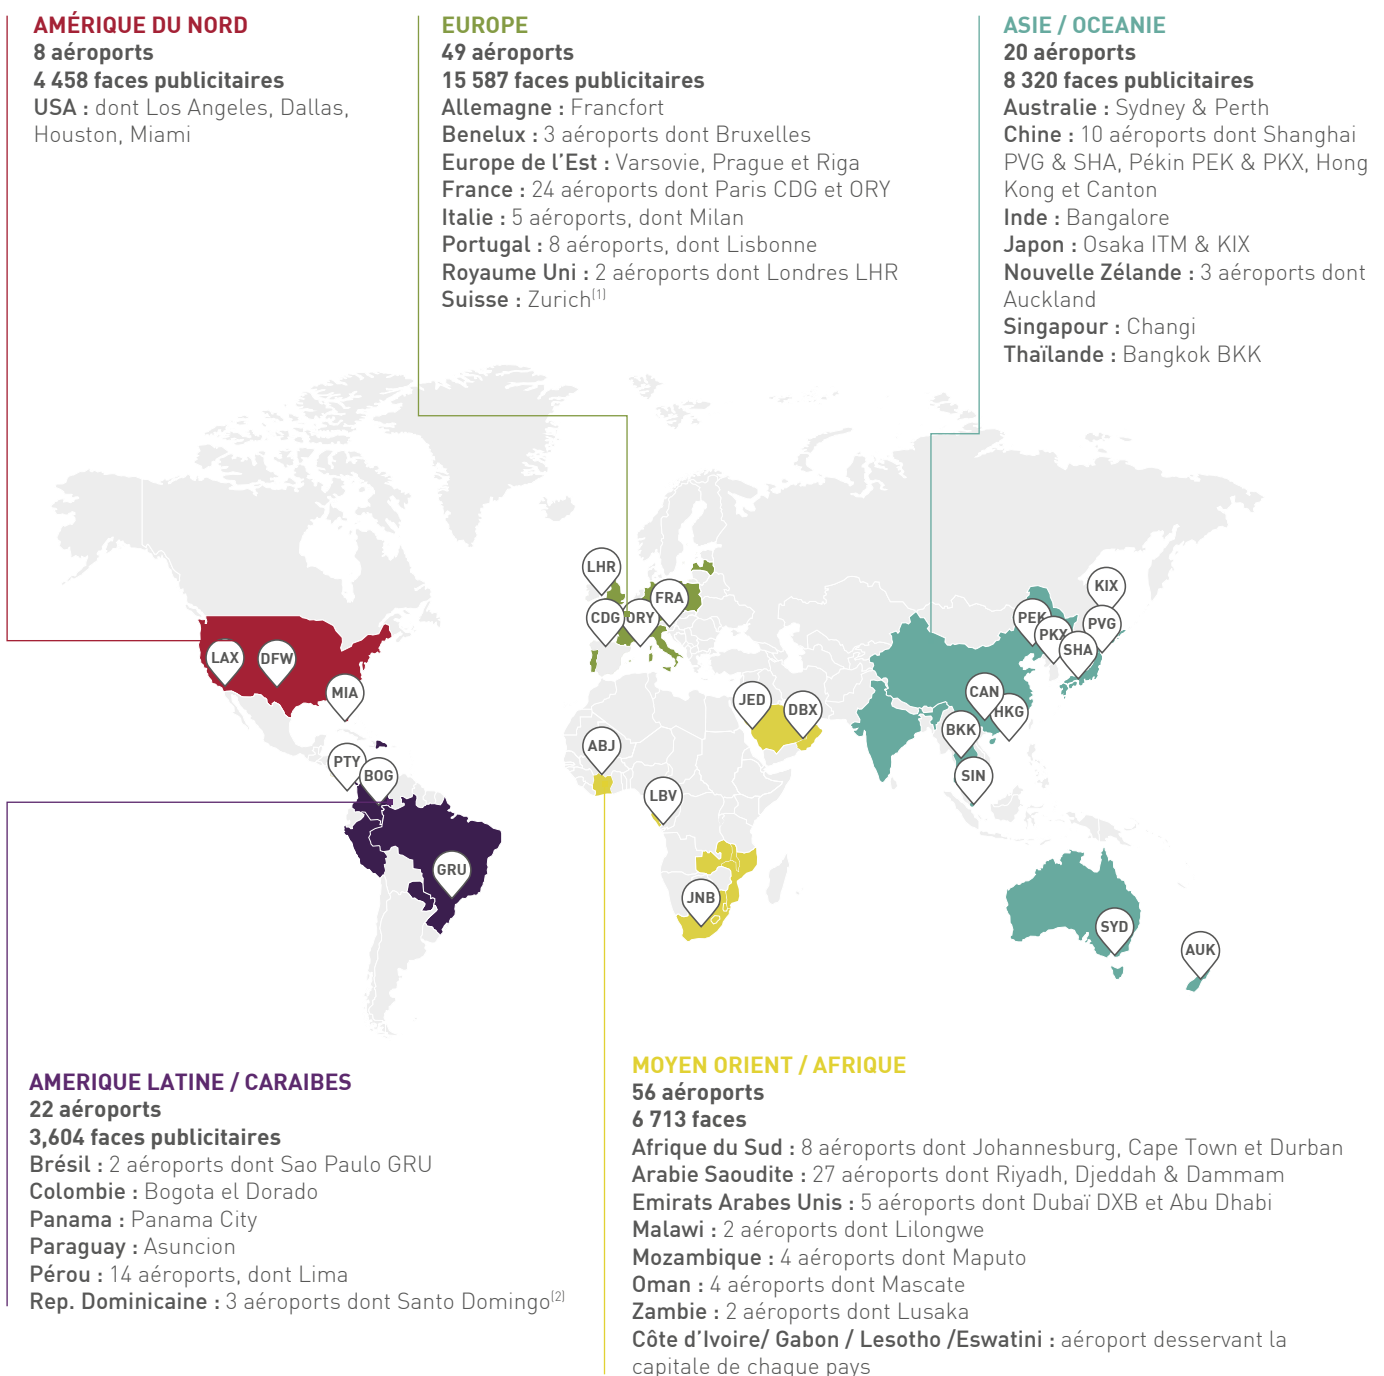 AMÉRIQUE DU NORD
8 aéroports
4 458 faces publicitaires
USA : dont Los Angeles, Dallas,
Houston, Miami
EUROPE
49 aéroports
15 587 faces publicitaires
Allemagne : Francfort
Benelux : 3 aéroports dont Bruxelles
Europe de l'Est : Varsovie, Prague et Riga
France : 24 aéroports dont Paris CDG et ORY
Italie : 5 aéroports, dont Milan
Portugal : 8 aéroports, dont Lisbonne
Royaume Uni : 2 aéroports dont Londres LHR
Suisse : Zurich(1)
ASIE / OCEANIE
20 aéroports
8 320 faces publicitaires
Australie : Sydney & Perth
Chine : 10 aéroports dont Shanghai
PVG & SHA, Pékin PEK & PKX, Hong
Kong et Canton
Inde : Bangalore
Japon : Osaka ITM & KIX
Nouvelle Zélande : 3 aéroports dont
Auckland
Singapour : Changi
Thaïlande : Bangkok BKK
LHR
FRA
CDG
ORY
KIX
PEK
PVG
PKX
SHA
LAX
DFW
MIA
JED
DBX
CAN
HKG
BKK
ABJ
PTY
BOG
SIN
LBV
GRU
JNB
SYD
AUK
AMERIQUE LATINE / CARAIBES
22 aéroports
3,604 faces publicitaires
Brésil : 2 aéroports dont Sao Paulo GRU
Colombie : Bogota el Dorado
Panama : Panama City
Paraguay : Asuncion
Pérou : 14 aéroports, dont Lima
Rep. Dominicaine : 3 aéroports dont Santo Domingo(2)
MOYEN ORIENT / AFRIQUE
56 aéroports
6 713 faces
Afrique du Sud : 8 aéroports dont Johannesburg, Cape Town et Durban
Arabie Saoudite : 27 aéroports dont Riyadh, Djeddah & Dammam
Emirats Arabes Unis : 5 aéroports dont Dubaï DXB et Abu Dhabi
Malawi : 2 aéroports dont Lilongwe
Mozambique : 4 aéroports dont Maputo
Oman : 4 aéroports dont Mascate
Zambie : 2 aéroports dont Lusaka
Côte d'Ivoire/ Gabon / Lesotho /Eswatini : aéroport desservant la
capitale de chaque pays